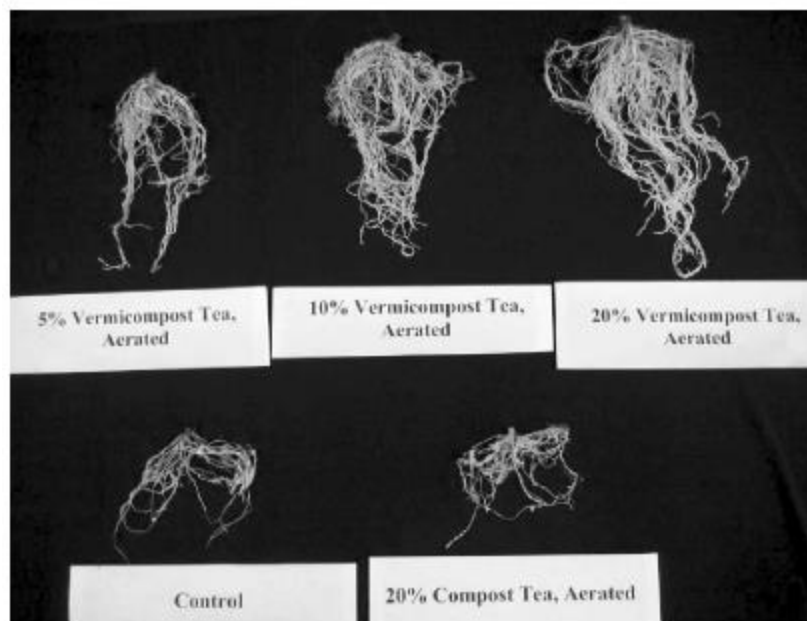 5% Vermicompost Tea,
Aerated
10% Vermicompost Tea,
Aerated
20% Vermicompost Tea,
Aerated
Control
20% Compost Tea, Aerated